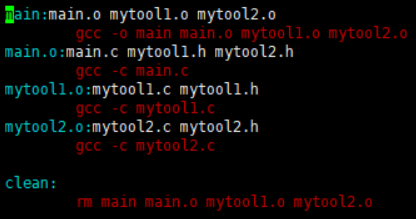 main:main.o mytool1.o mytool2.o
        gcc -o main main.o mytool1.o mytool2.o
main.o:main.c mytool1.h mytool2.h
        gcc -c main.c
mytool1.o:mytool1.c mytool1.h
        gcc -c mytool1.c
mytool2.o:mytool2.c mytool2.h
        gcc -c mytool2.c

clean:
        rm main main.o mytool1.o mytool2.o